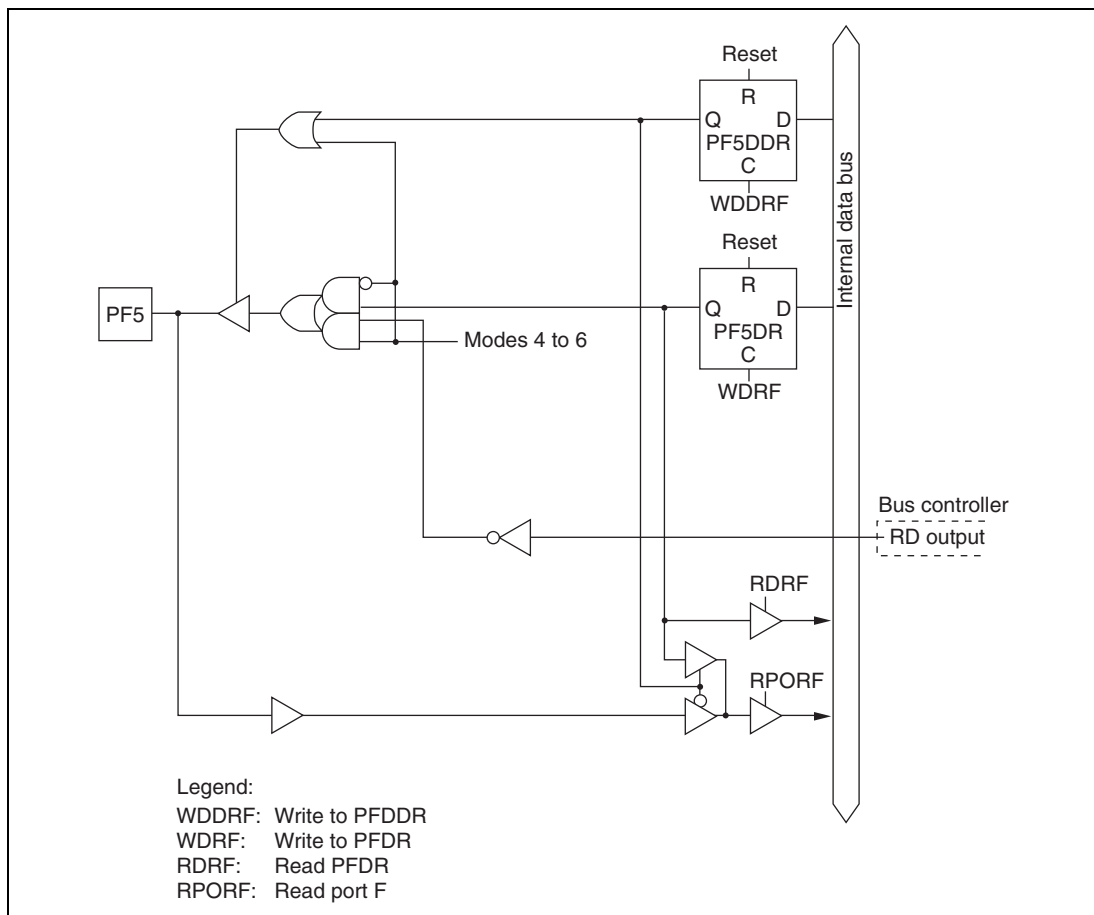 Reset
R
Q D
PF5DDR
C
WDDRF
Internal data bus
Reset
R
Q D
PF5DR
C
WDRF
PF5
Modes 4 to 6
Bus controller
RD output
RDRF
RPORF
Legend:
WDDRF: Write to PFDDR
WDRF: Write to PFDR
RDRF: Read PFDR
RPORF: Read port F